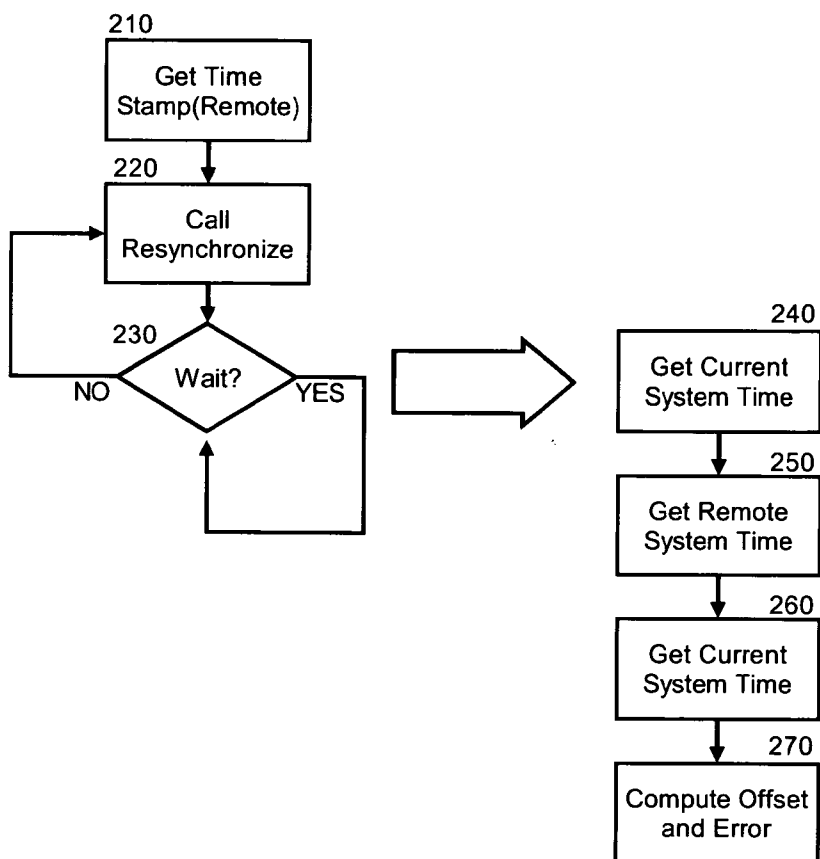 210
Get Time
Stamp(Remote)
220
Call
Resynchronize
230
Wait?
NO
YES
240
Get Current
System Time
250
Get Remote
System Time
260
Get Current
System Time
270
Compute Offset
and Error